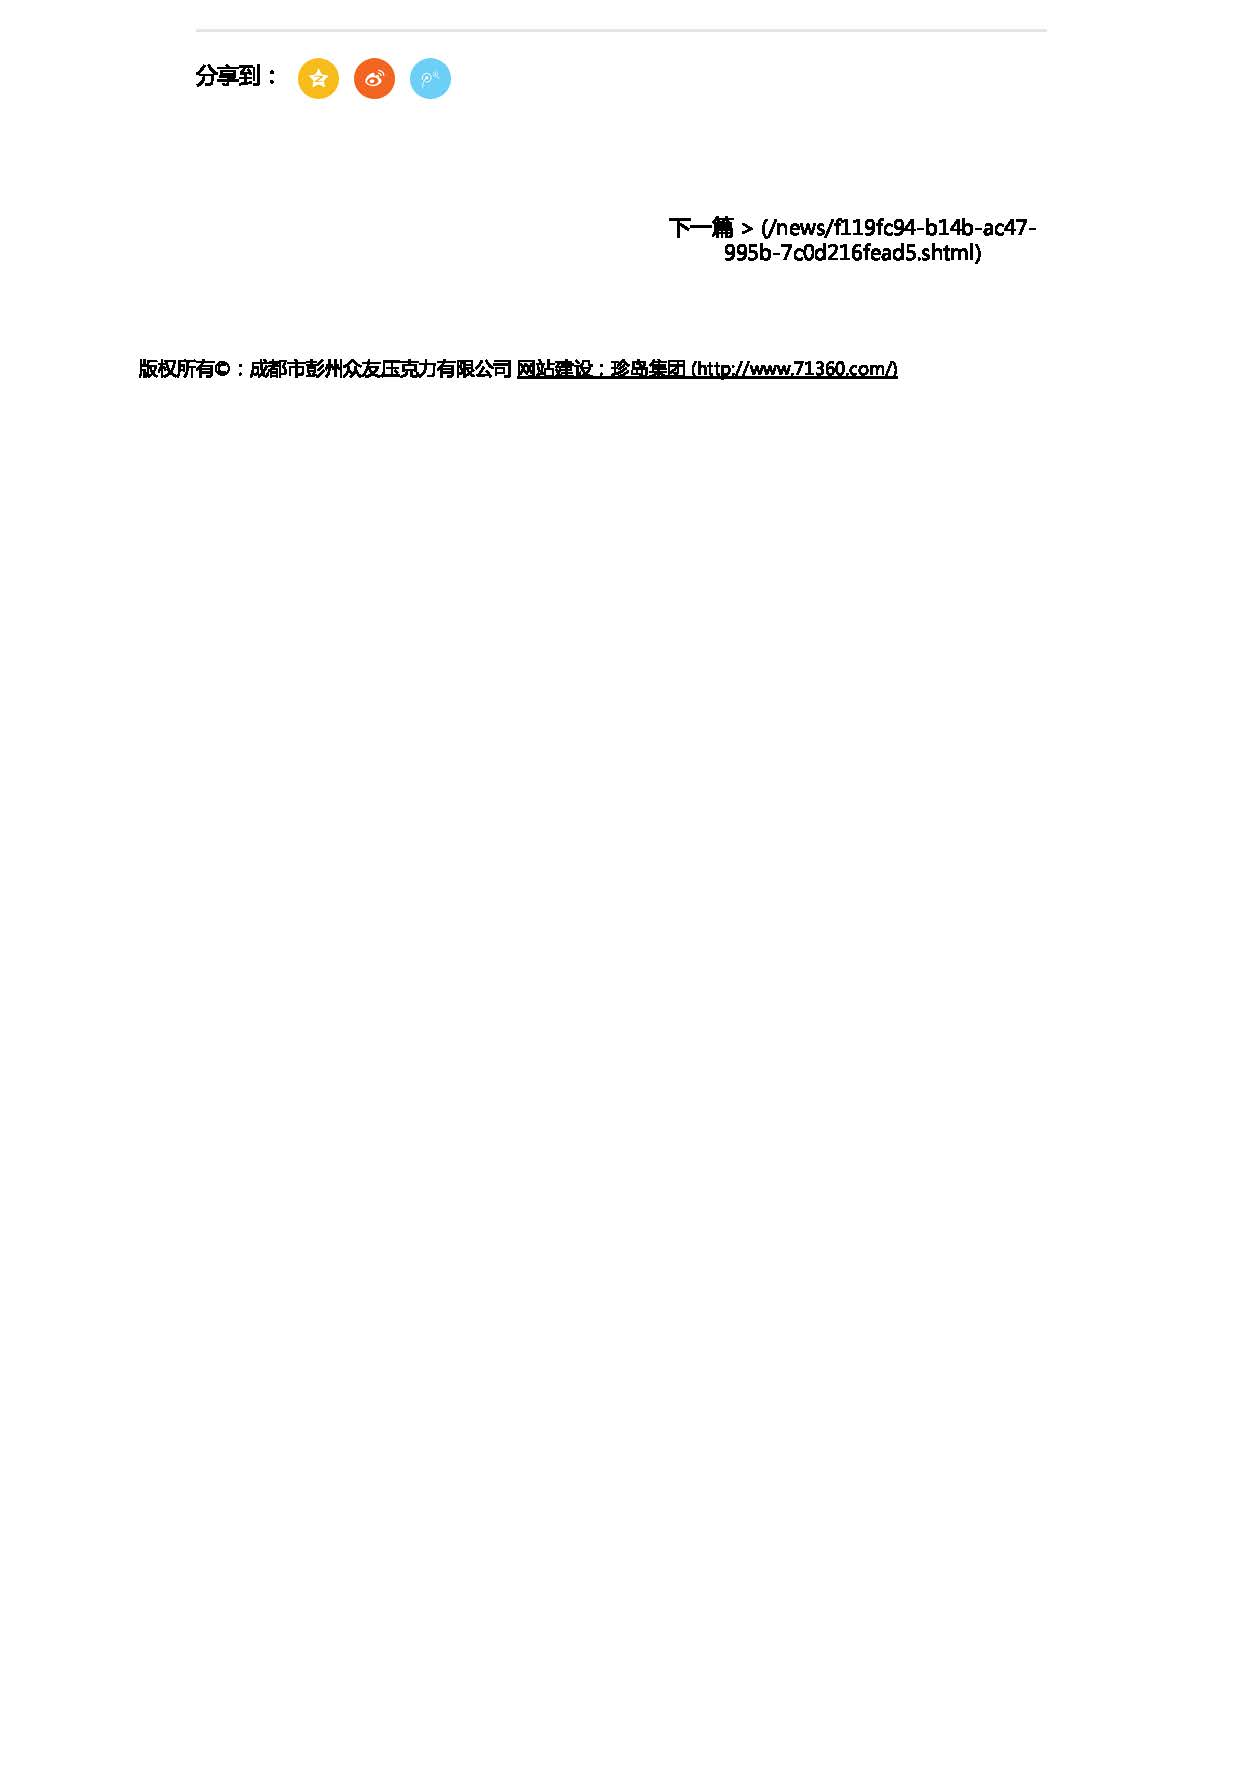 分享到：
下一篇 > (/news/f119fc94-b14b-ac47-
995b-7c0d216fead5.shtml)
版权所有©：成都市彭州众友压克力有限公司 网站建设：珍岛集团 (http://www.71360.com/)